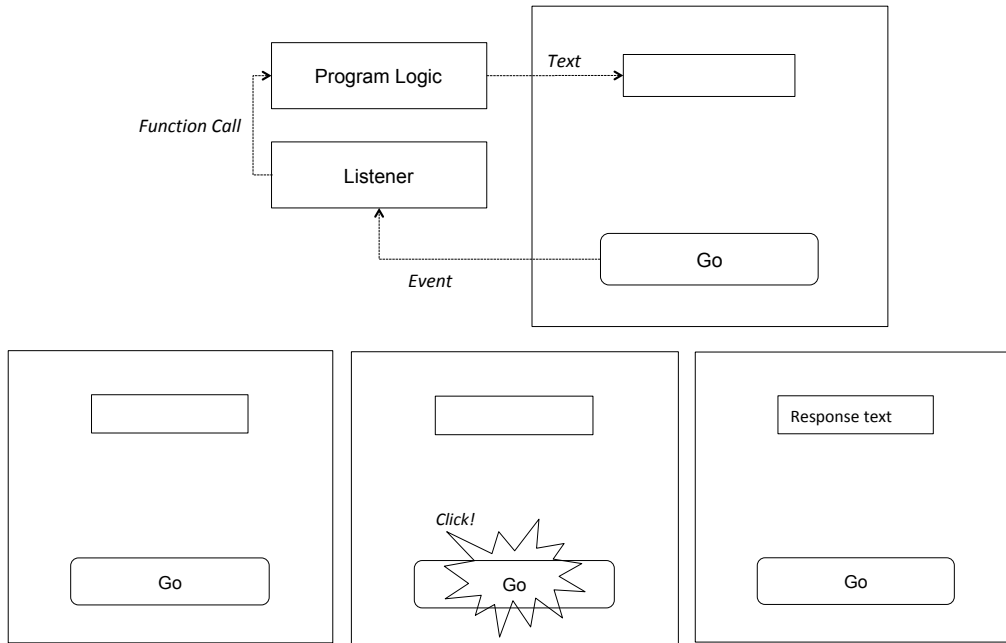 Program Logic
Text
Function Call
Listener
Go
Event
Response text
Click!
Go
Go
Go